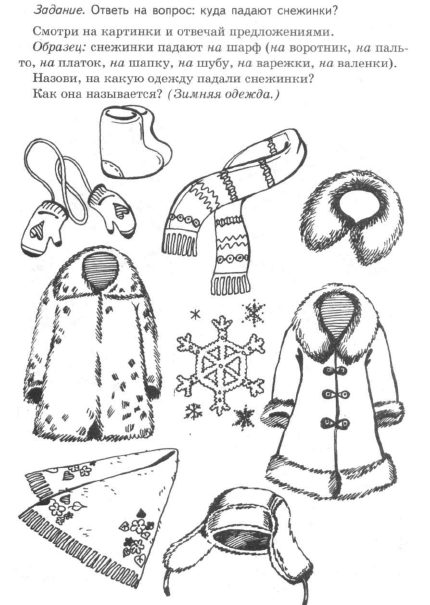 Задание. Ответь на вопрос: куда падают снежинки?
Смотри на картинки и отвечай предложениями.
Образец: снежинки падают на шарф (на воротник, на паль-
то, на платок, на шапку, на шубу, на варежки, на валенки).
Назови, на какую одежду падали снежинки?
Как она называется? (Зимняя одежда.)